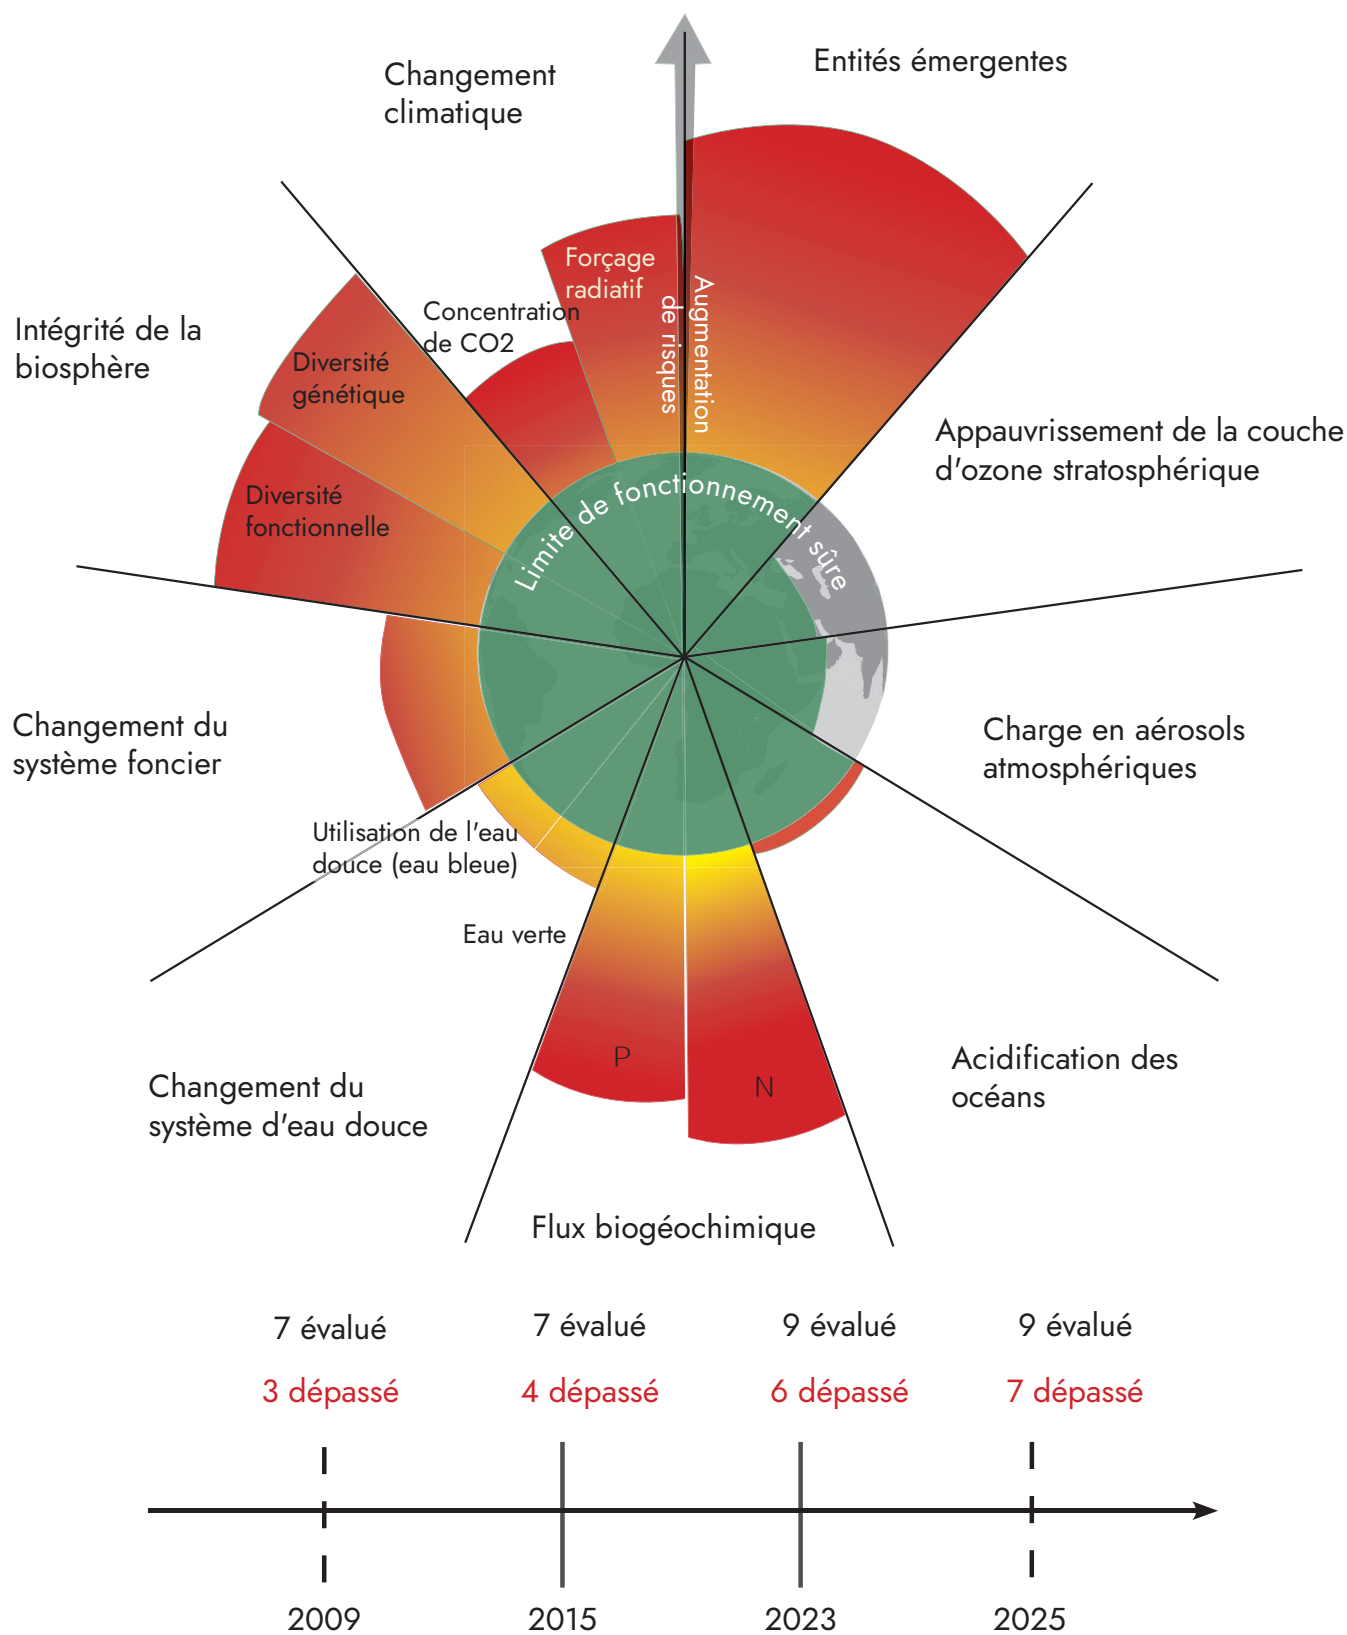 Changement
climatique
Entités émergentes
Intégrité de la
biosphère
Diversité
génétique
Diversité
fonctionnelle
Concentration
de CO2
Forçage
radiatif
Augmentation
de risques
Limite de fonctionnement sûre
Appauvrissement de la couche
d'ozone stratosphérique
Changement du
système foncier
Charge en aérosols
atmosphériques
Utilisation de l'eau
douce (eau bleue)
Eau verte
P
N
Changement du
système d'eau douce
Acidification des
océans
Flux biogéochimique
7 évalué
7 évalué
9 évalué
9 évalué
3 dépassé
4 dépassé
6 dépassé
7 dépassé
2009
2015
2023
2025